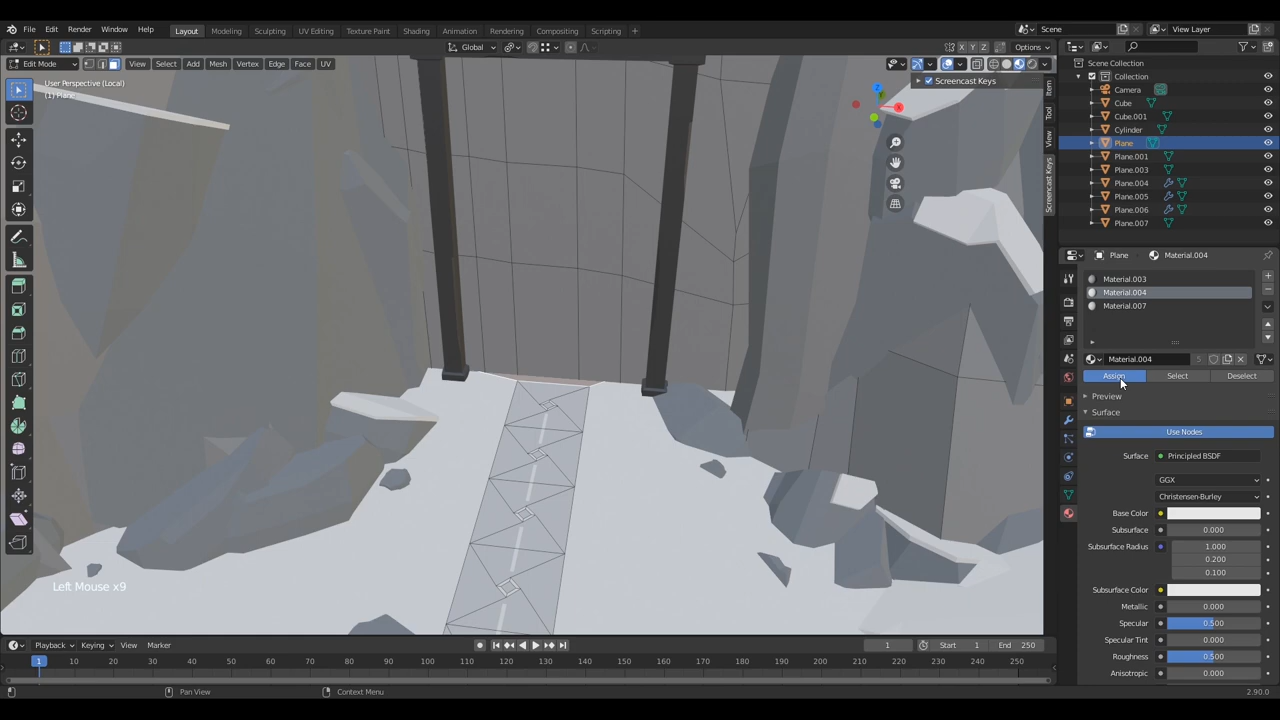 File Edit Render Window Help Layout Modeling Sculpting UV Editing Texture Paint Shading Animation Rendering Compositing Scripting + Scene View Layer
Global X Y Z Options
Edit Mode View Select Add Mesh Vertex Edge Face UV
User Perspective (Local)
(1) Plane
Screencast Keys
Z
X
Item
Tool
View
Screencast Keys
Left Mouse x9
Scene Collection
Collection
Camera
Cube
Cube.001
Cylinder
Plane
Plane.001
Plane.003
Plane.004
Plane.005
Plane.006
Plane.007
Plane Material.004
Material.003
Material.004
Material.007
Material.004 5
Assign Select Deselect
Preview
Surface
Use Nodes
Surface Principled BSDF
GGX
Christensen-Burley
Base Color
Subsurface 0.000
Subsurface Radius 1.000
0.200
0.100
Subsurface Color
Metallic 0.000
Specular 0.500
Specular Tint 0.000
Roughness 0.500
Anisotropic 0.000
Playback Keying View Marker 1 Start 1 End 250
1 10 20 30 40 50 60 70 80 90 100 110 120 130 140 150 160 170 180 190 200 210 220 230 240 250
Pan View Context Menu 2.90.0